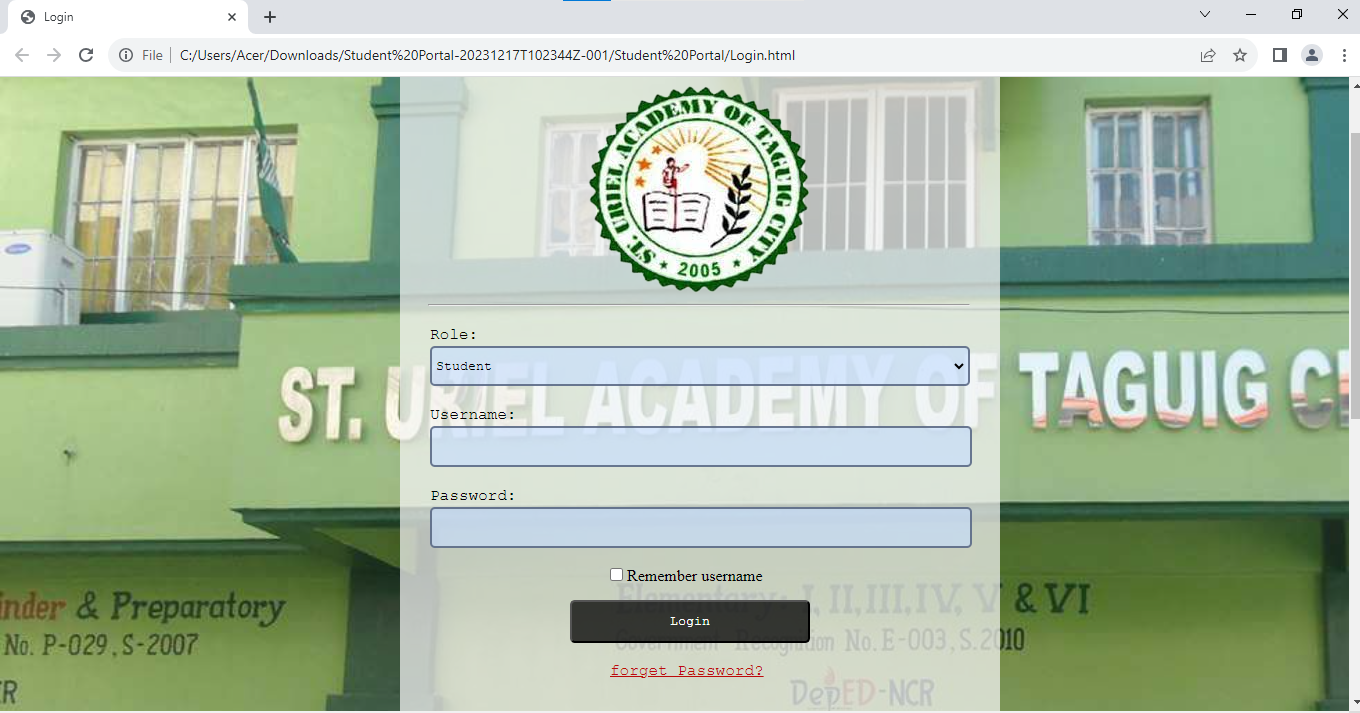 Login
File
C:/Users/Acer/Downloads/Student%20Portal-20231217T102344Z-001/Student%20Portal/Login.html
ST. URIEL ACADEMY OF TAGUIG CITY
2005
Role:
Student
ST. URIEL ACADEMY OF TAGUIG CI
Username:
Password:
Remember username
inder & Preparatory
No. P-029, S-2007
CR
Elementary: I, II, III, IV, V & VI
Government Recognition No. E-003, S.2010
Login
forget Password?
DepED-NCR